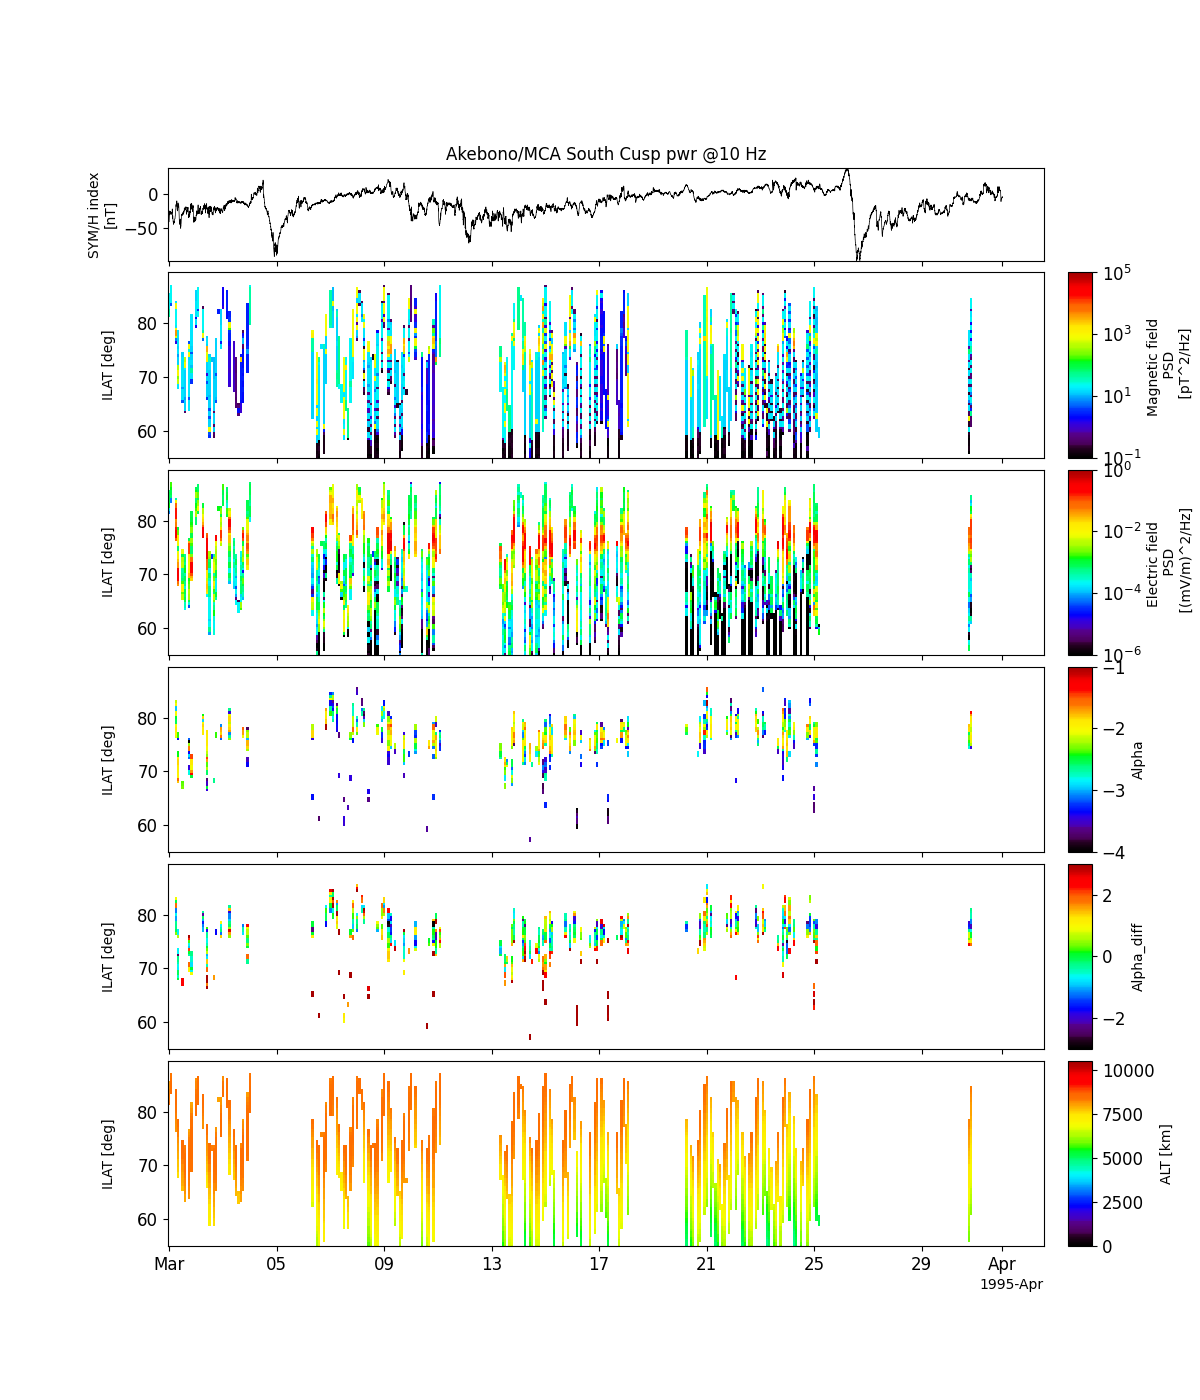 Akebono/MCA South Cusp pwr @10 Hz
SYM/H index
[nT]
0
−50
ILAT [deg]
80
70
60
10^5
10^3
10^1
10^-1
Magnetic field
PSD
[pT^2/Hz]
ILAT [deg]
80
70
60
10^0
10^-2
10^-4
10^-6
Electric field
PSD
[(mV/m)^2/Hz]
ILAT [deg]
80
70
60
−1
−2
−3
−4
Alpha
ILAT [deg]
80
70
60
2
0
−2
Alpha_diff
ILAT [deg]
80
70
60
10000
7500
5000
2500
0
ALT [km]
Mar 05 09 13 17 21 25 29 Apr
1995-Apr